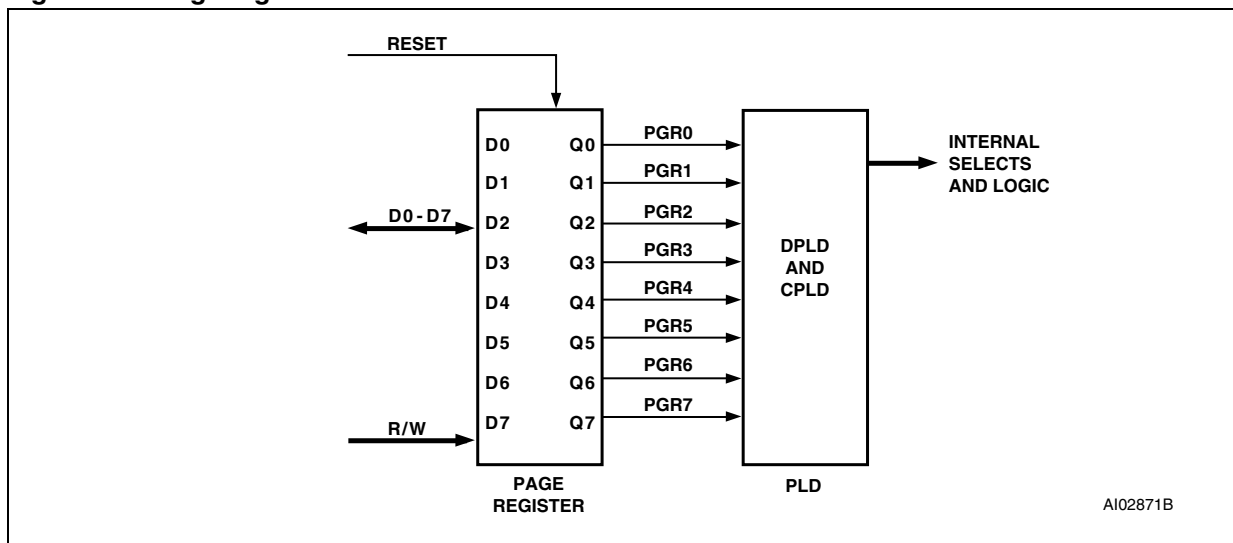 RESET
D0 Q0 PGR0
D1 Q1 PGR1
D0-D7 D2 Q2 PGR2
D3 Q3 PGR3
D4 Q4 PGR4
D5 Q5 PGR5
D6 Q6 PGR6
R/W D7 Q7 PGR7
DPLD
AND
CPLD
INTERNAL
SELECTS
AND LOGIC
PAGE
REGISTER
PLD
AI02871B